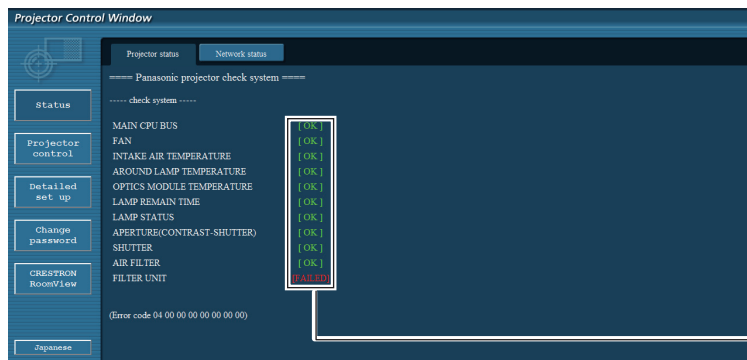 Projector Control Window
Projector status
Network status
==== Panasonic projector check system ====
Status
----- check system -----
MAIN CPU BUS [ OK ]
Projector control
FAN [ OK ]
INTAKE AIR TEMPERATURE [ OK ]
AROUND LAMP TEMPERATURE [ OK ]
Detailed set up
OPTICS MODULE TEMPERATURE [ OK ]
LAMP REMAIN TIME [ OK ]
LAMP STATUS [ OK ]
Change password
APERTURE(CONTRAST-SHUTTER) [ OK ]
SHUTTER [ OK ]
AIR FILTER [ OK ]
CRESTRON RoomView
FILTER UNIT [FAILED]
(Error code 04 00 00 00 00 00 00 00)
Japanese